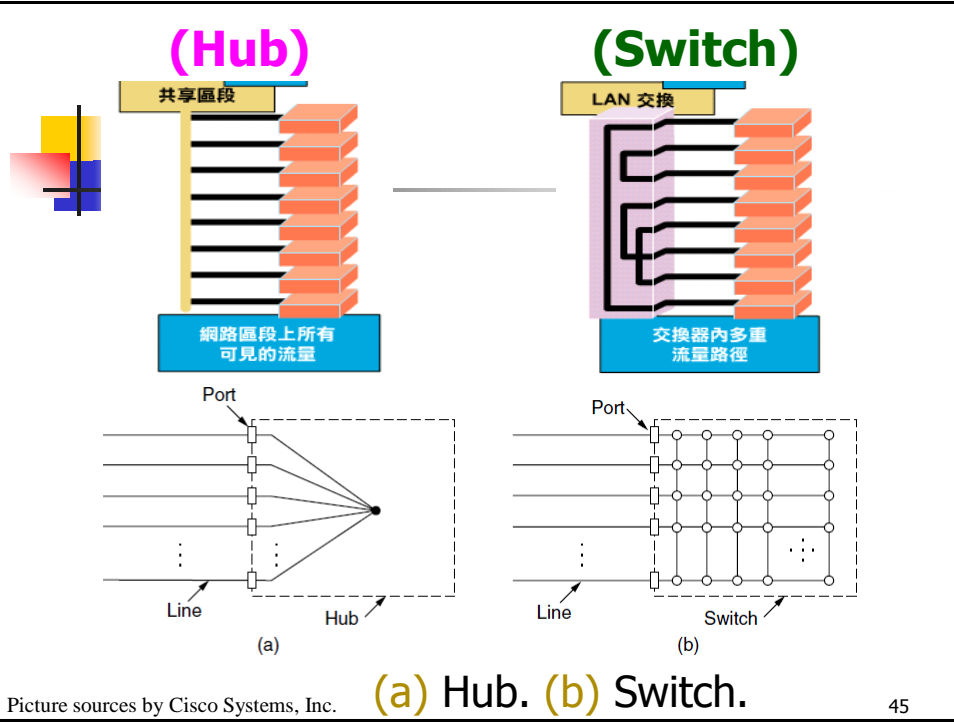 (Hub)
(Switch)
共享區段
LAN 交換
網路區段上所有
可見的流量
交換器內多重
流量路徑
Port
Line
Hub
(a)
Port
Line
Switch
(b)
(a) Hub. (b) Switch.
Picture sources by Cisco Systems, Inc.
45